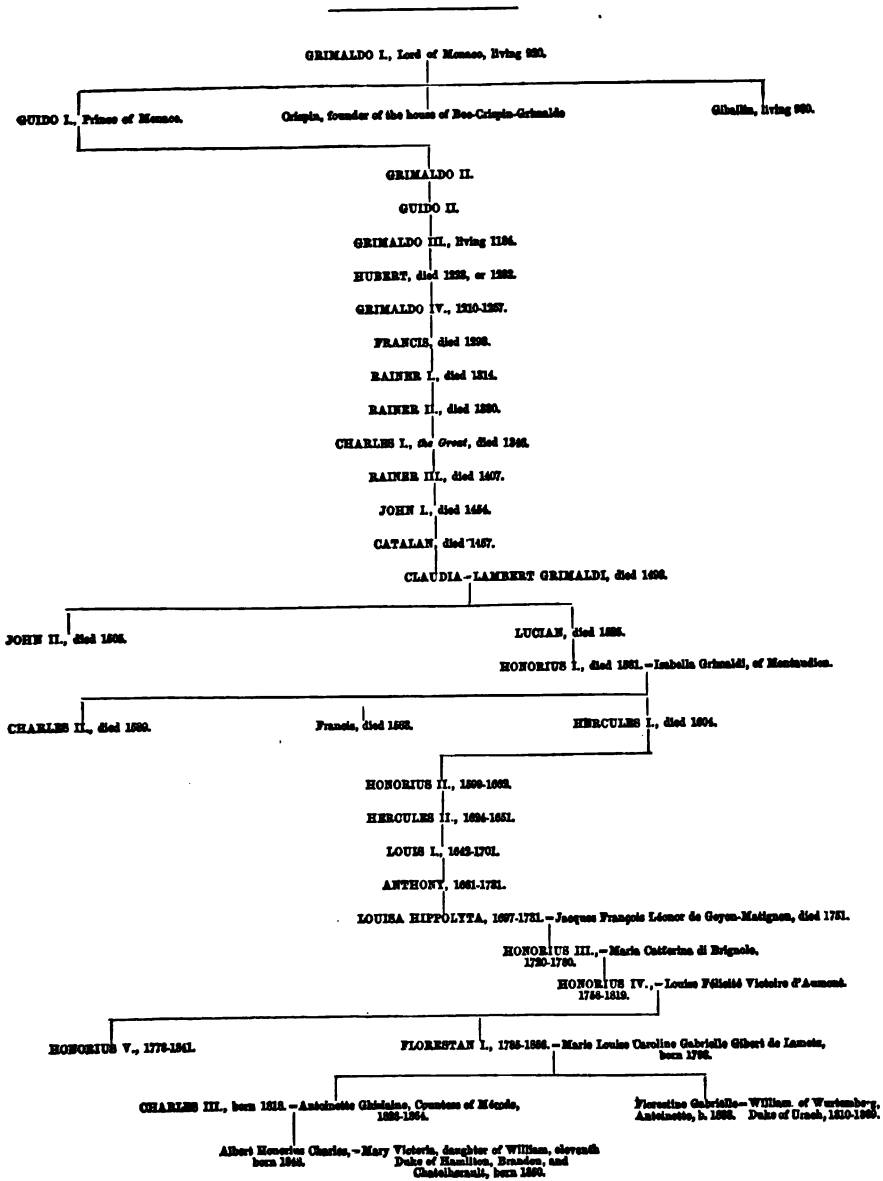 GRIMALDO I., Lord of Monaco, living 920.
GUIDO I., Prince of Monaco.
Crispin, founder of the house of Bec-Crispin-Grimaldo
Giballin, living 980.
GRIMALDO II.
GUIDO II.
GRIMALDO III., living 1184.
HUBERT, died 1228, or 1232.
GRIMALDO IV., 1210-1257.
FRANCIS, died 1298.
RAINER I., died 1314.
RAINER II., died 1330.
CHARLES I., the Great, died 1346.
RAINER III., died 1407.
JOHN I., died 1454.
CATALAN, died 1457.
CLAUDIA = LAMBERT GRIMALDI, died 1493.
JOHN II., died 1505.
LUCIAN, died
HONORIUS I., died 1581. = Isabella Grimaldi, of Montaudion.
CHARLES II., died 1589.
Francis, died
HERCULES I., died 1604.
HONORIUS II., 1599-1662.
HERCULES II., 1624-1651.
LOUIS I., 1642-1701.
ANTHONY, 1661-1731.
LOUISA HIPPOLYTA, 1697-1731. = Jacques François Léonor de Goyon-Matignon, died 1751.
HONORIUS III., = Maria Catterina di Brignole.
1720-1780.
HONORIUS IV., = Louise Félicité Victoire d'Aumont.
1758-1819.
HONORIUS V., 1778-1841.
FLORESTAN I., 1785-1856. = Marie Louise Caroline Gabrielle Gibert de Lametz,
born 1793.
CHARLES III., born 1818. = Antoinette Ghislaine, Countess of Mérode,
1828-1864.
Florestine Gabrielle = William of Wurtemberg,
Antoinette, b. 1833. Duke of Urach, 1810-1869.
Albert Honorius Charles, = Mary Victoria, daughter of William, eleventh
born 1848. Duke of Hamilton, Brandon, and
Chatelherault, born 1850.